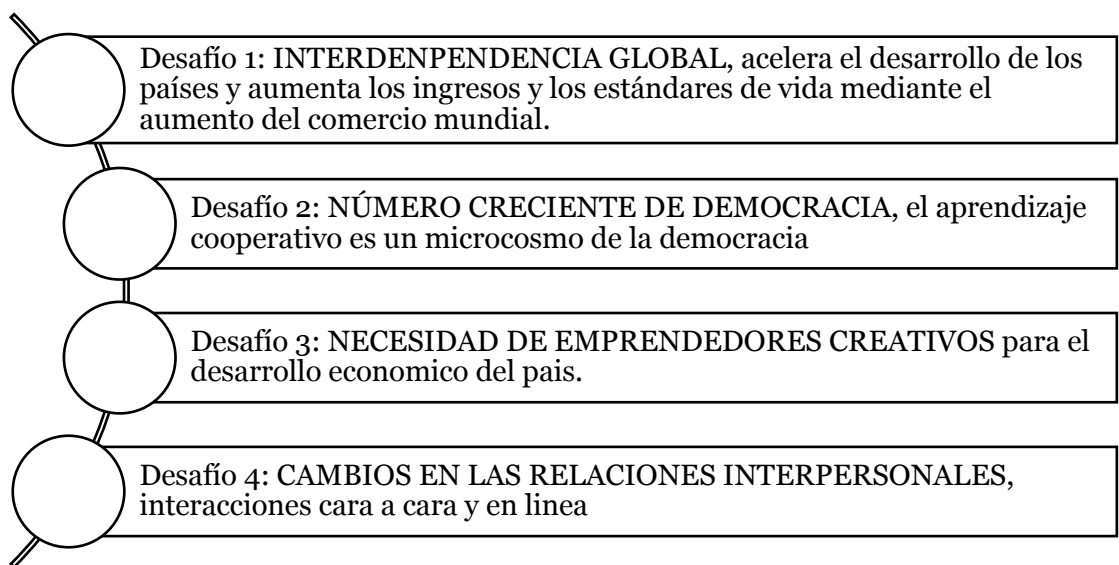 Desafío 1: INTERDENPENDENCIA GLOBAL, acelera el desarrollo de los
países y aumenta los ingresos y los estándares de vida mediante el
aumento del comercio mundial.
Desafío 2: NÚMERO CRECIENTE DE DEMOCRACIA, el aprendizaje
cooperativo es un microcosmo de la democracia
Desafío 3: NECESIDAD DE EMPRENDEDORES CREATIVOS para el
desarrollo economico del pais.
Desafío 4: CAMBIOS EN LAS RELACIONES INTERPERSONALES,
interacciones cara a cara y en linea